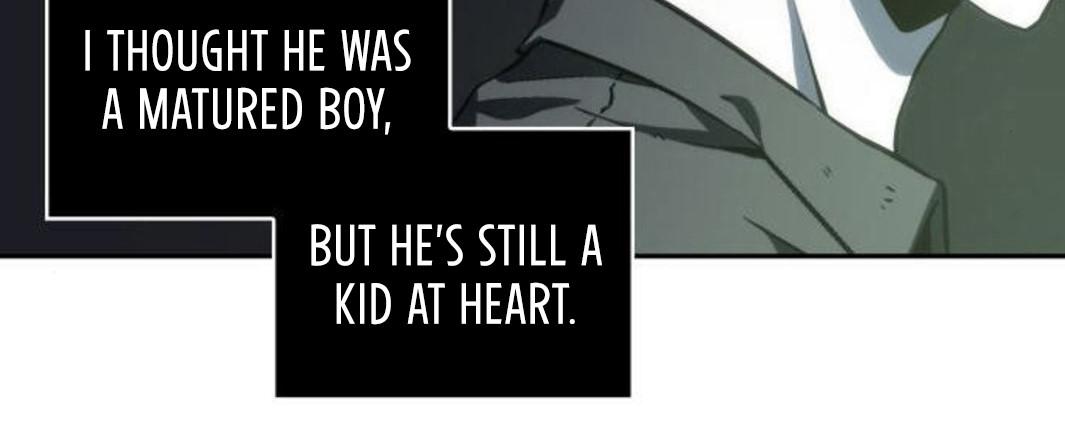 I THOUGHT HE WAS
A MATURED BOY,
BUT HE'S STILL A
KID AT HEART.